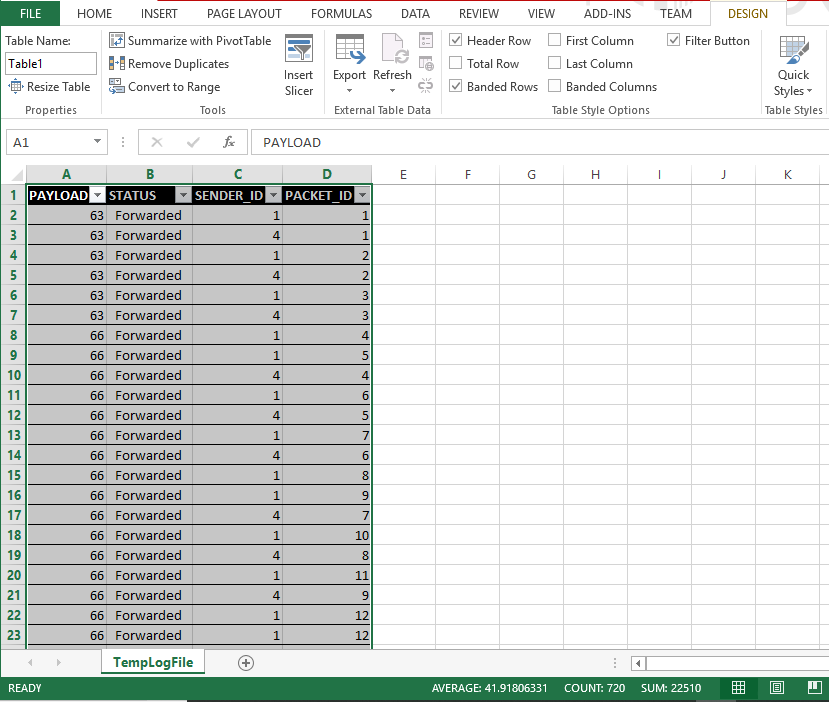 FILE HOME INSERT PAGE LAYOUT FORMULAS DATA REVIEW VIEW ADD-INS TEAM DESIGN
Table Name: Summarize with PivotTable Header Row First Column Filter Button
Table1 Remove Duplicates Insert Slicer Export Refresh Total Row Last Column Quick Styles
Resize Table Convert to Range Banded Rows Banded Columns
Properties Tools External Table Data Table Style Options Table Styles
A1 fx PAYLOAD
A B C D E F G H I J K
1 PAYLOAD STATUS SENDER_ID PACKET_ID
2 63 Forwarded 1 1
3 63 Forwarded 4 1
4 63 Forwarded 1 2
5 63 Forwarded 4 2
6 63 Forwarded 1 3
7 63 Forwarded 4 3
8 66 Forwarded 1 4
9 66 Forwarded 1 5
10 66 Forwarded 4 4
11 66 Forwarded 1 6
12 66 Forwarded 4 5
13 66 Forwarded 1 7
14 66 Forwarded 4 6
15 66 Forwarded 1 8
16 66 Forwarded 1 9
17 66 Forwarded 4 7
18 66 Forwarded 1 10
19 66 Forwarded 4 8
20 66 Forwarded 1 11
21 66 Forwarded 4 9
22 66 Forwarded 1 12
23 66 Forwarded 1 12
TempLogFile
READY AVERAGE: 41.91806331 COUNT: 720 SUM: 22510